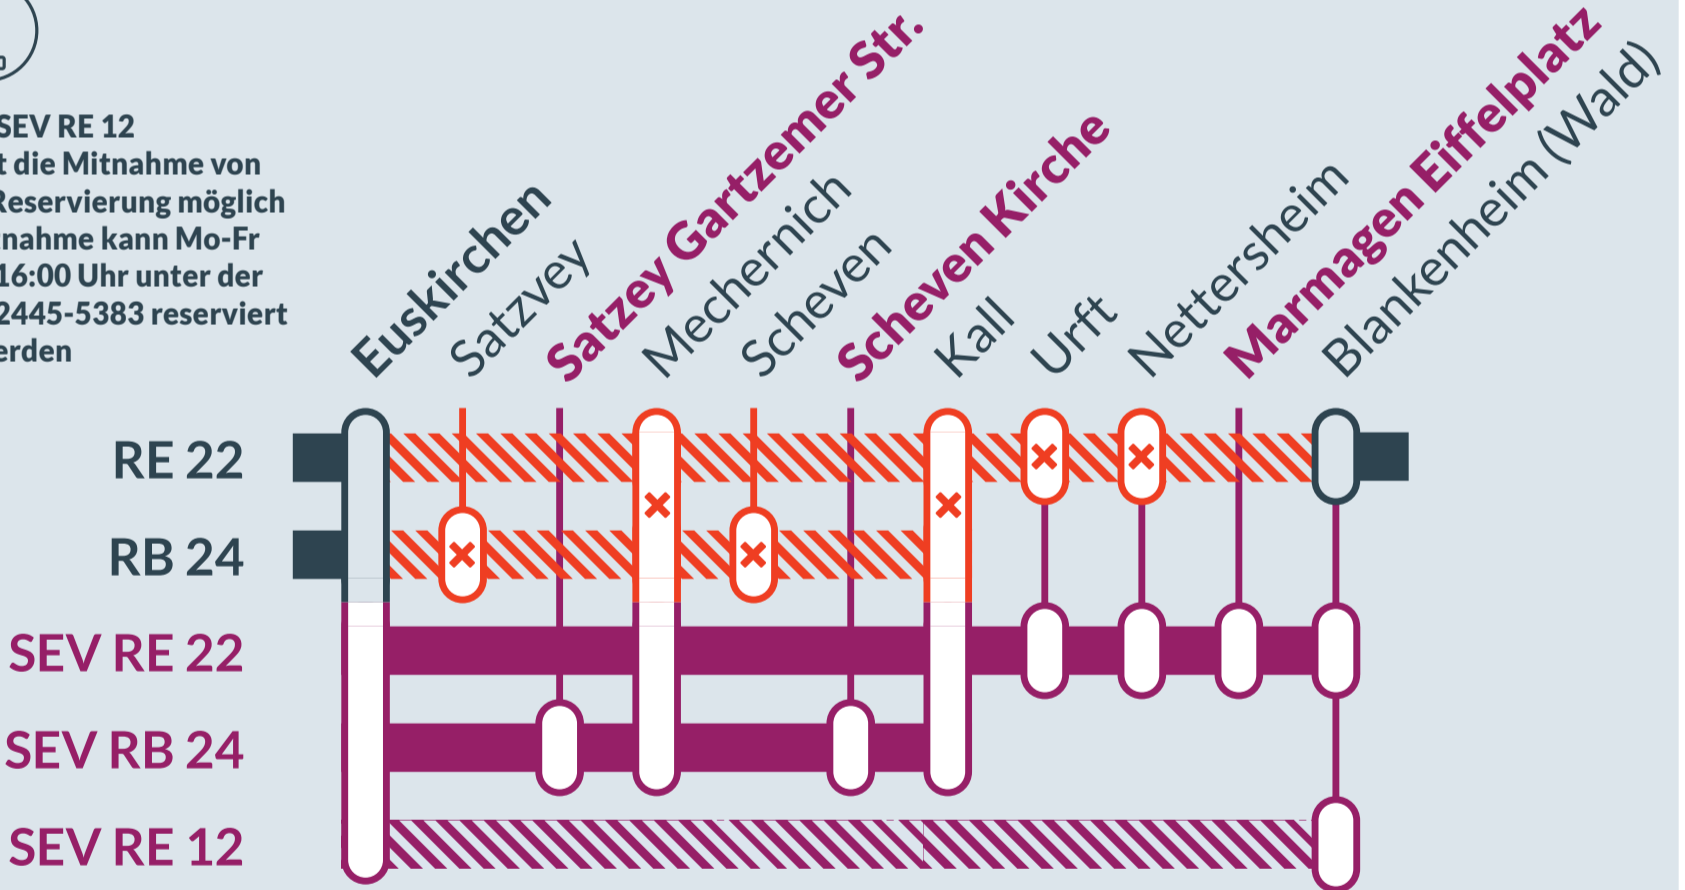 SEV RE 12
die Mitnahme von
Reservierung möglich
kann Mo-Fr
16:00 Uhr unter der
2445-5383 reserviert
Euskirchen
Satzvey
Satzey Gartzemer Str.
Mechernich
Scheven
Scheven Kirche
Kall
Urft
Nettersheim
Marmagen Eiffelplatz
Blankenheim (Wald)
RE 22
RB 24
SEV RE 22
SEV RB 24
SEV RE 12